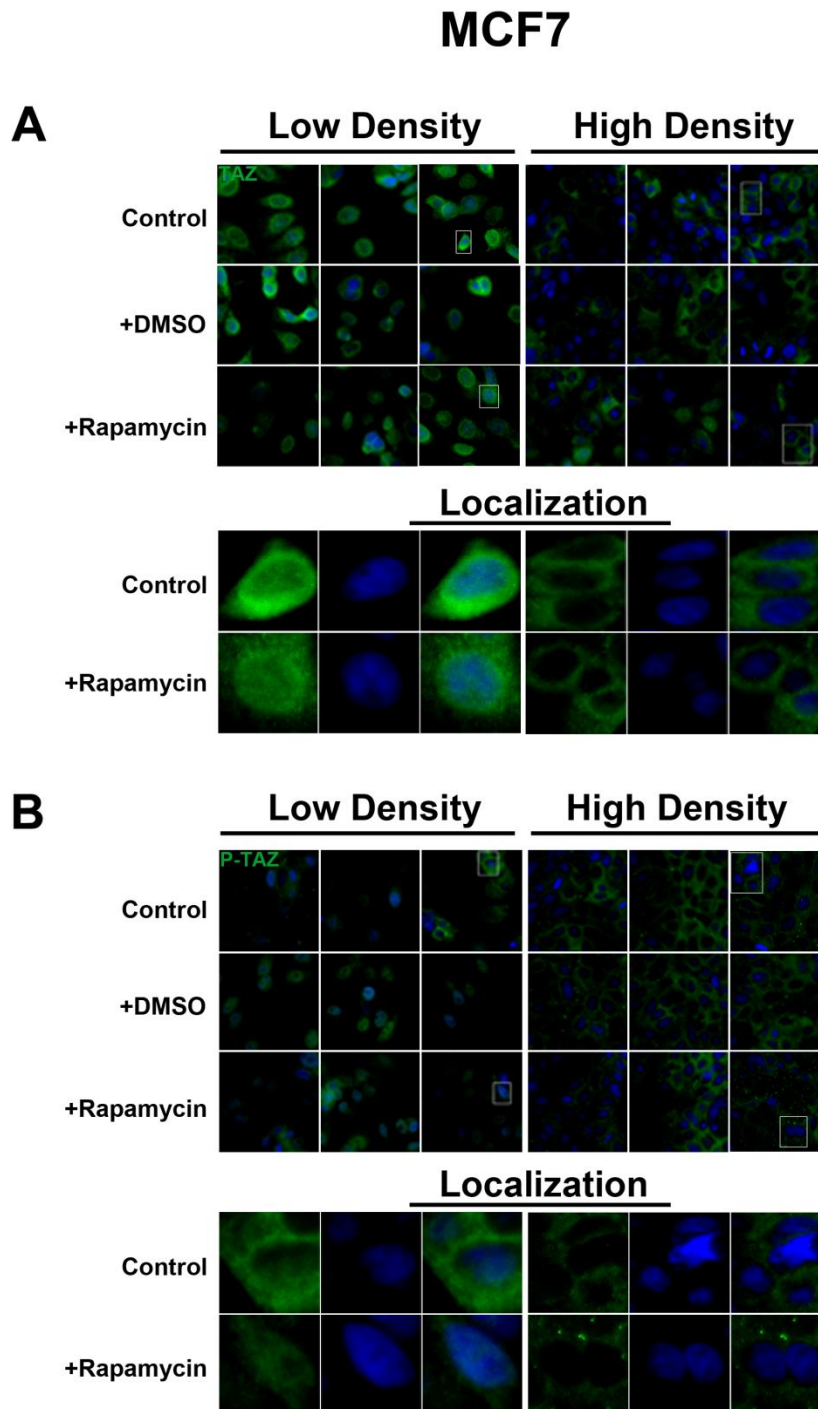 MCF7
A
Low Density High Density
TAZ
Control
+DMSO
+Rapamycin
Localization
Control
+Rapamycin
B
Low Density High Density
P-TAZ
Control
+DMSO
+Rapamycin
Localization
Control
+Rapamycin